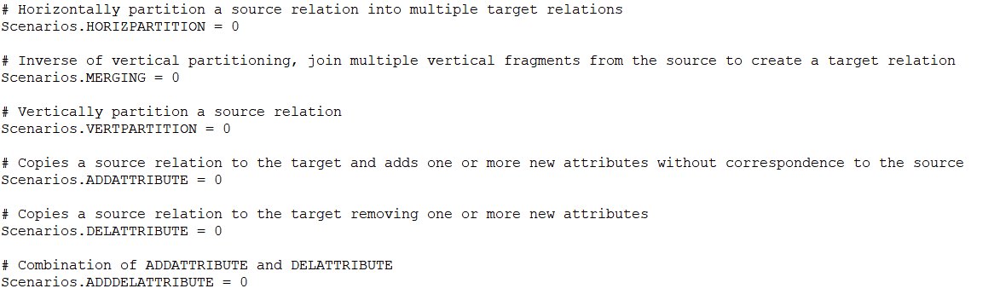 # Horizontally partition a source relation into multiple target relations
Scenarios.HORIZPARTITION = 0
# Inverse of vertical partitioning, join multiple vertical fragments from the source to create a target relation
Scenarios.MERGING = 0
# Vertically partition a source relation
Scenarios.VERTPARTITION = 0
# Copies a source relation to the target and adds one or more new attributes without correspondence to the source
Scenarios.ADDATTRIBUTE = 0
# Copies a source relation to the target removing one or more new attributes
Scenarios.DELATTRIBUTE = 0
# Combination of ADDATTRIBUTE and DELATTRIBUTE
Scenarios.ADDDELATTRIBUTE = 0